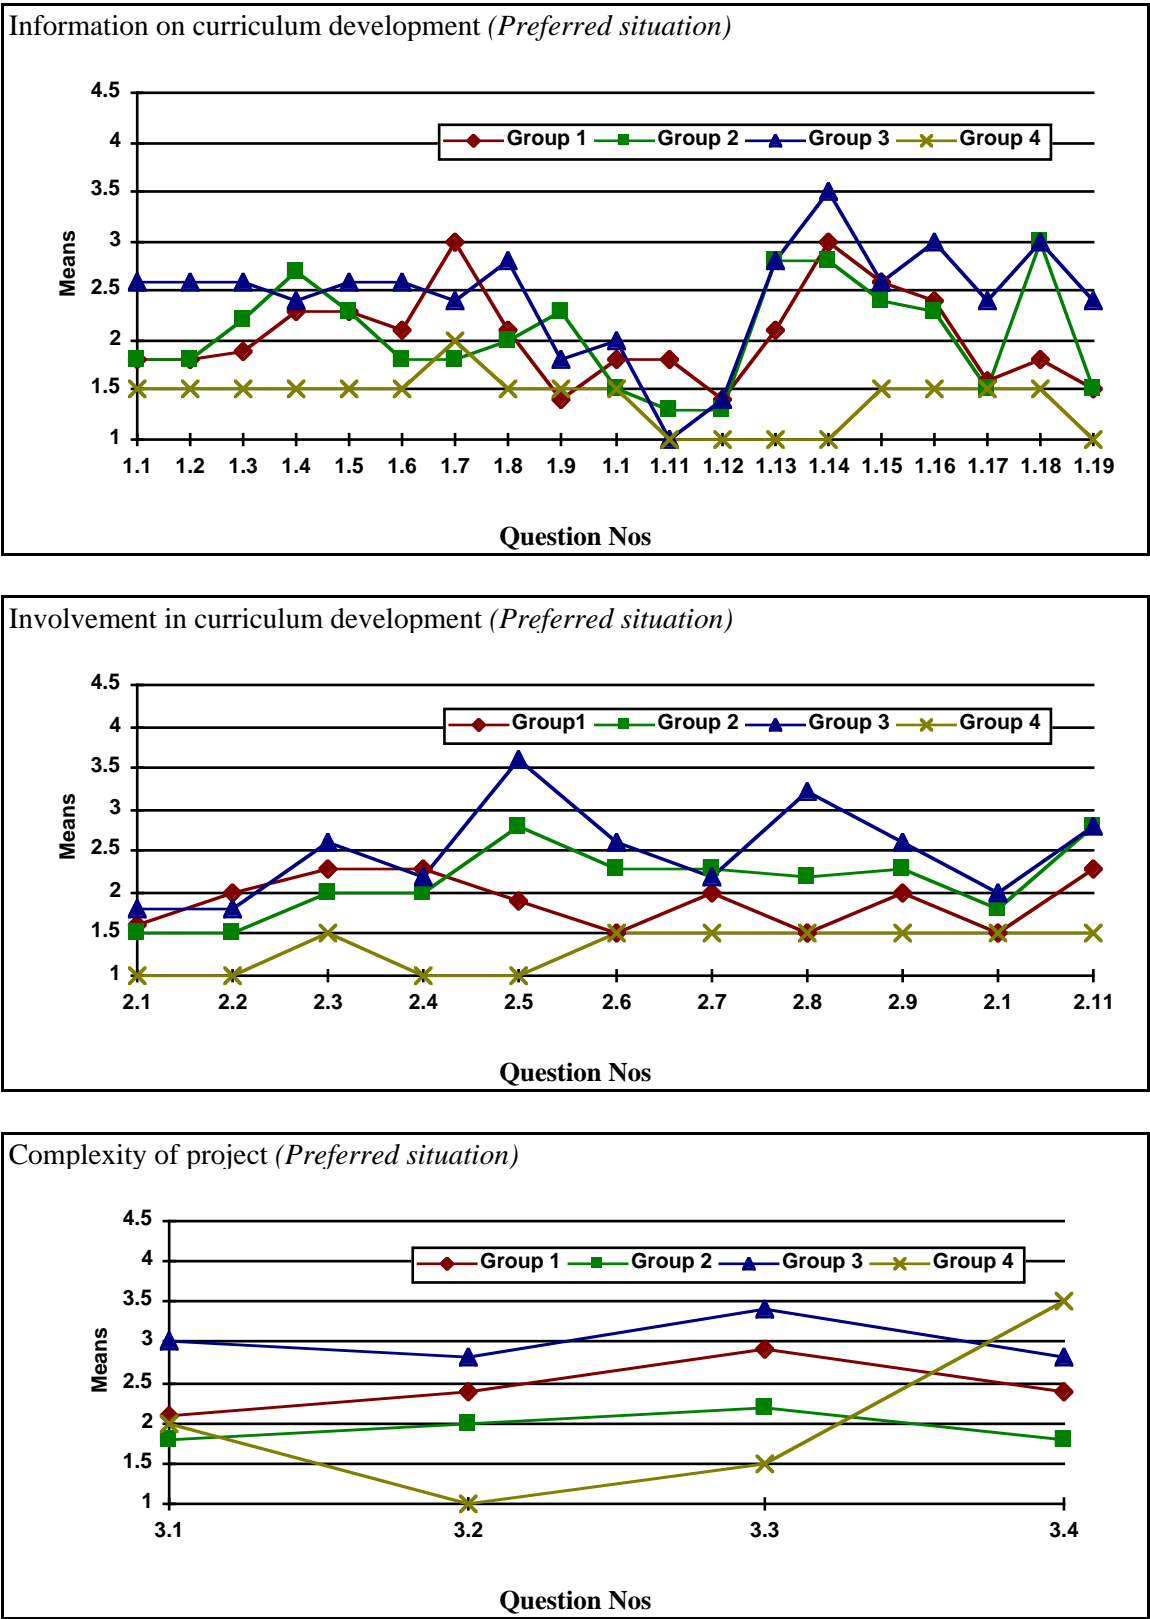 Information on curriculum development (Preferred situation)
4.5
4
3.5
3
2.5
2
1.5
1
Means
Group 1 Group 2 Group 3 Group 4
1.1 1.2 1.3 1.4 1.5 1.6 1.7 1.8 1.9 1.1 1.11 1.12 1.13 1.14 1.15 1.16 1.17 1.18 1.19
Question Nos
Involvement in curriculum development (Preferred situation)
4.5
4
3.5
3
2.5
2
1.5
1
Means
Group1 Group 2 Group 3 Group 4
2.1 2.2 2.3 2.4 2.5 2.6 2.7 2.8 2.9 2.1 2.11
Question Nos
Complexity of project (Preferred situation)
4.5
4
3.5
3
2.5
2
1.5
1
Means
Group 1 Group 2 Group 3 Group 4
3.1 3.2 3.3 3.4
Question Nos